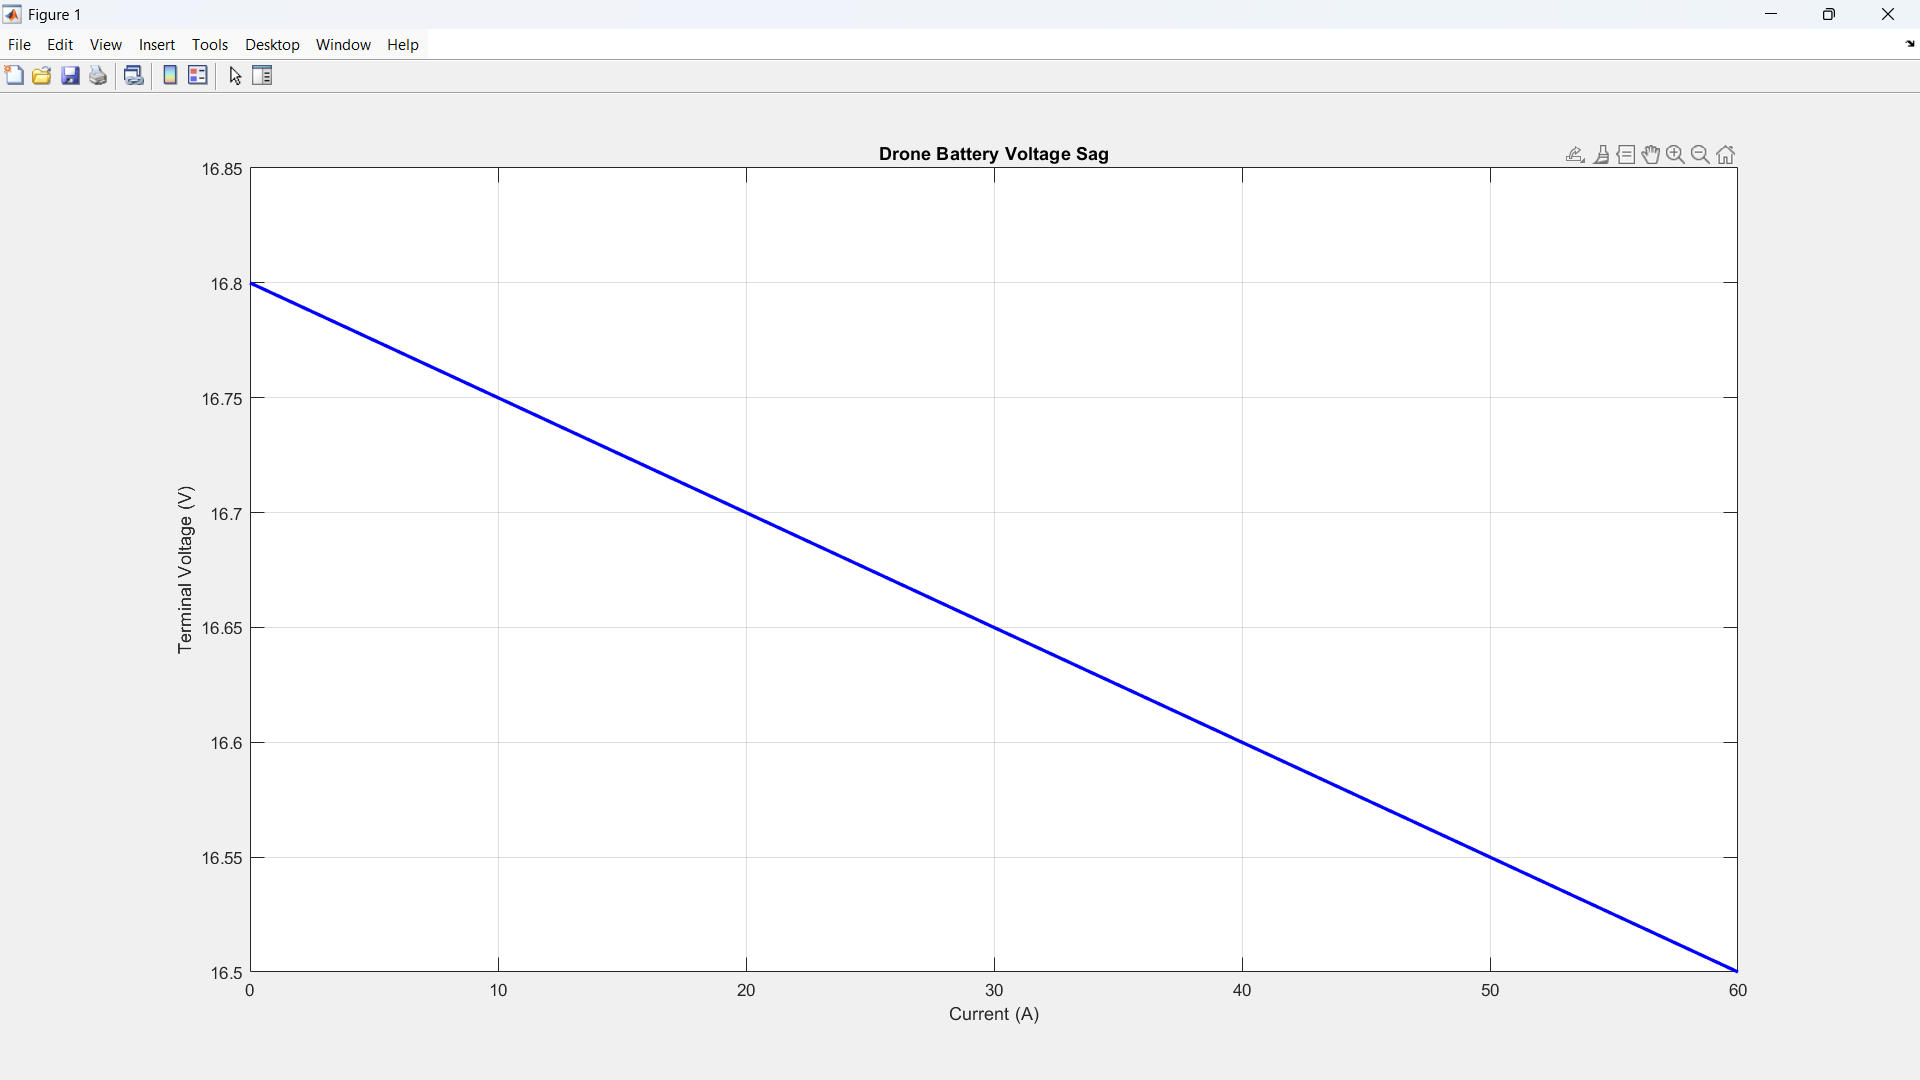 Figure 1
File Edit View Insert Tools Desktop Window Help
Drone Battery Voltage Sag
16.85
16.8
16.75
16.7
16.65
16.6
16.55
16.5
Terminal Voltage (V)
0 10 20 30 40 50 60
Current (A)